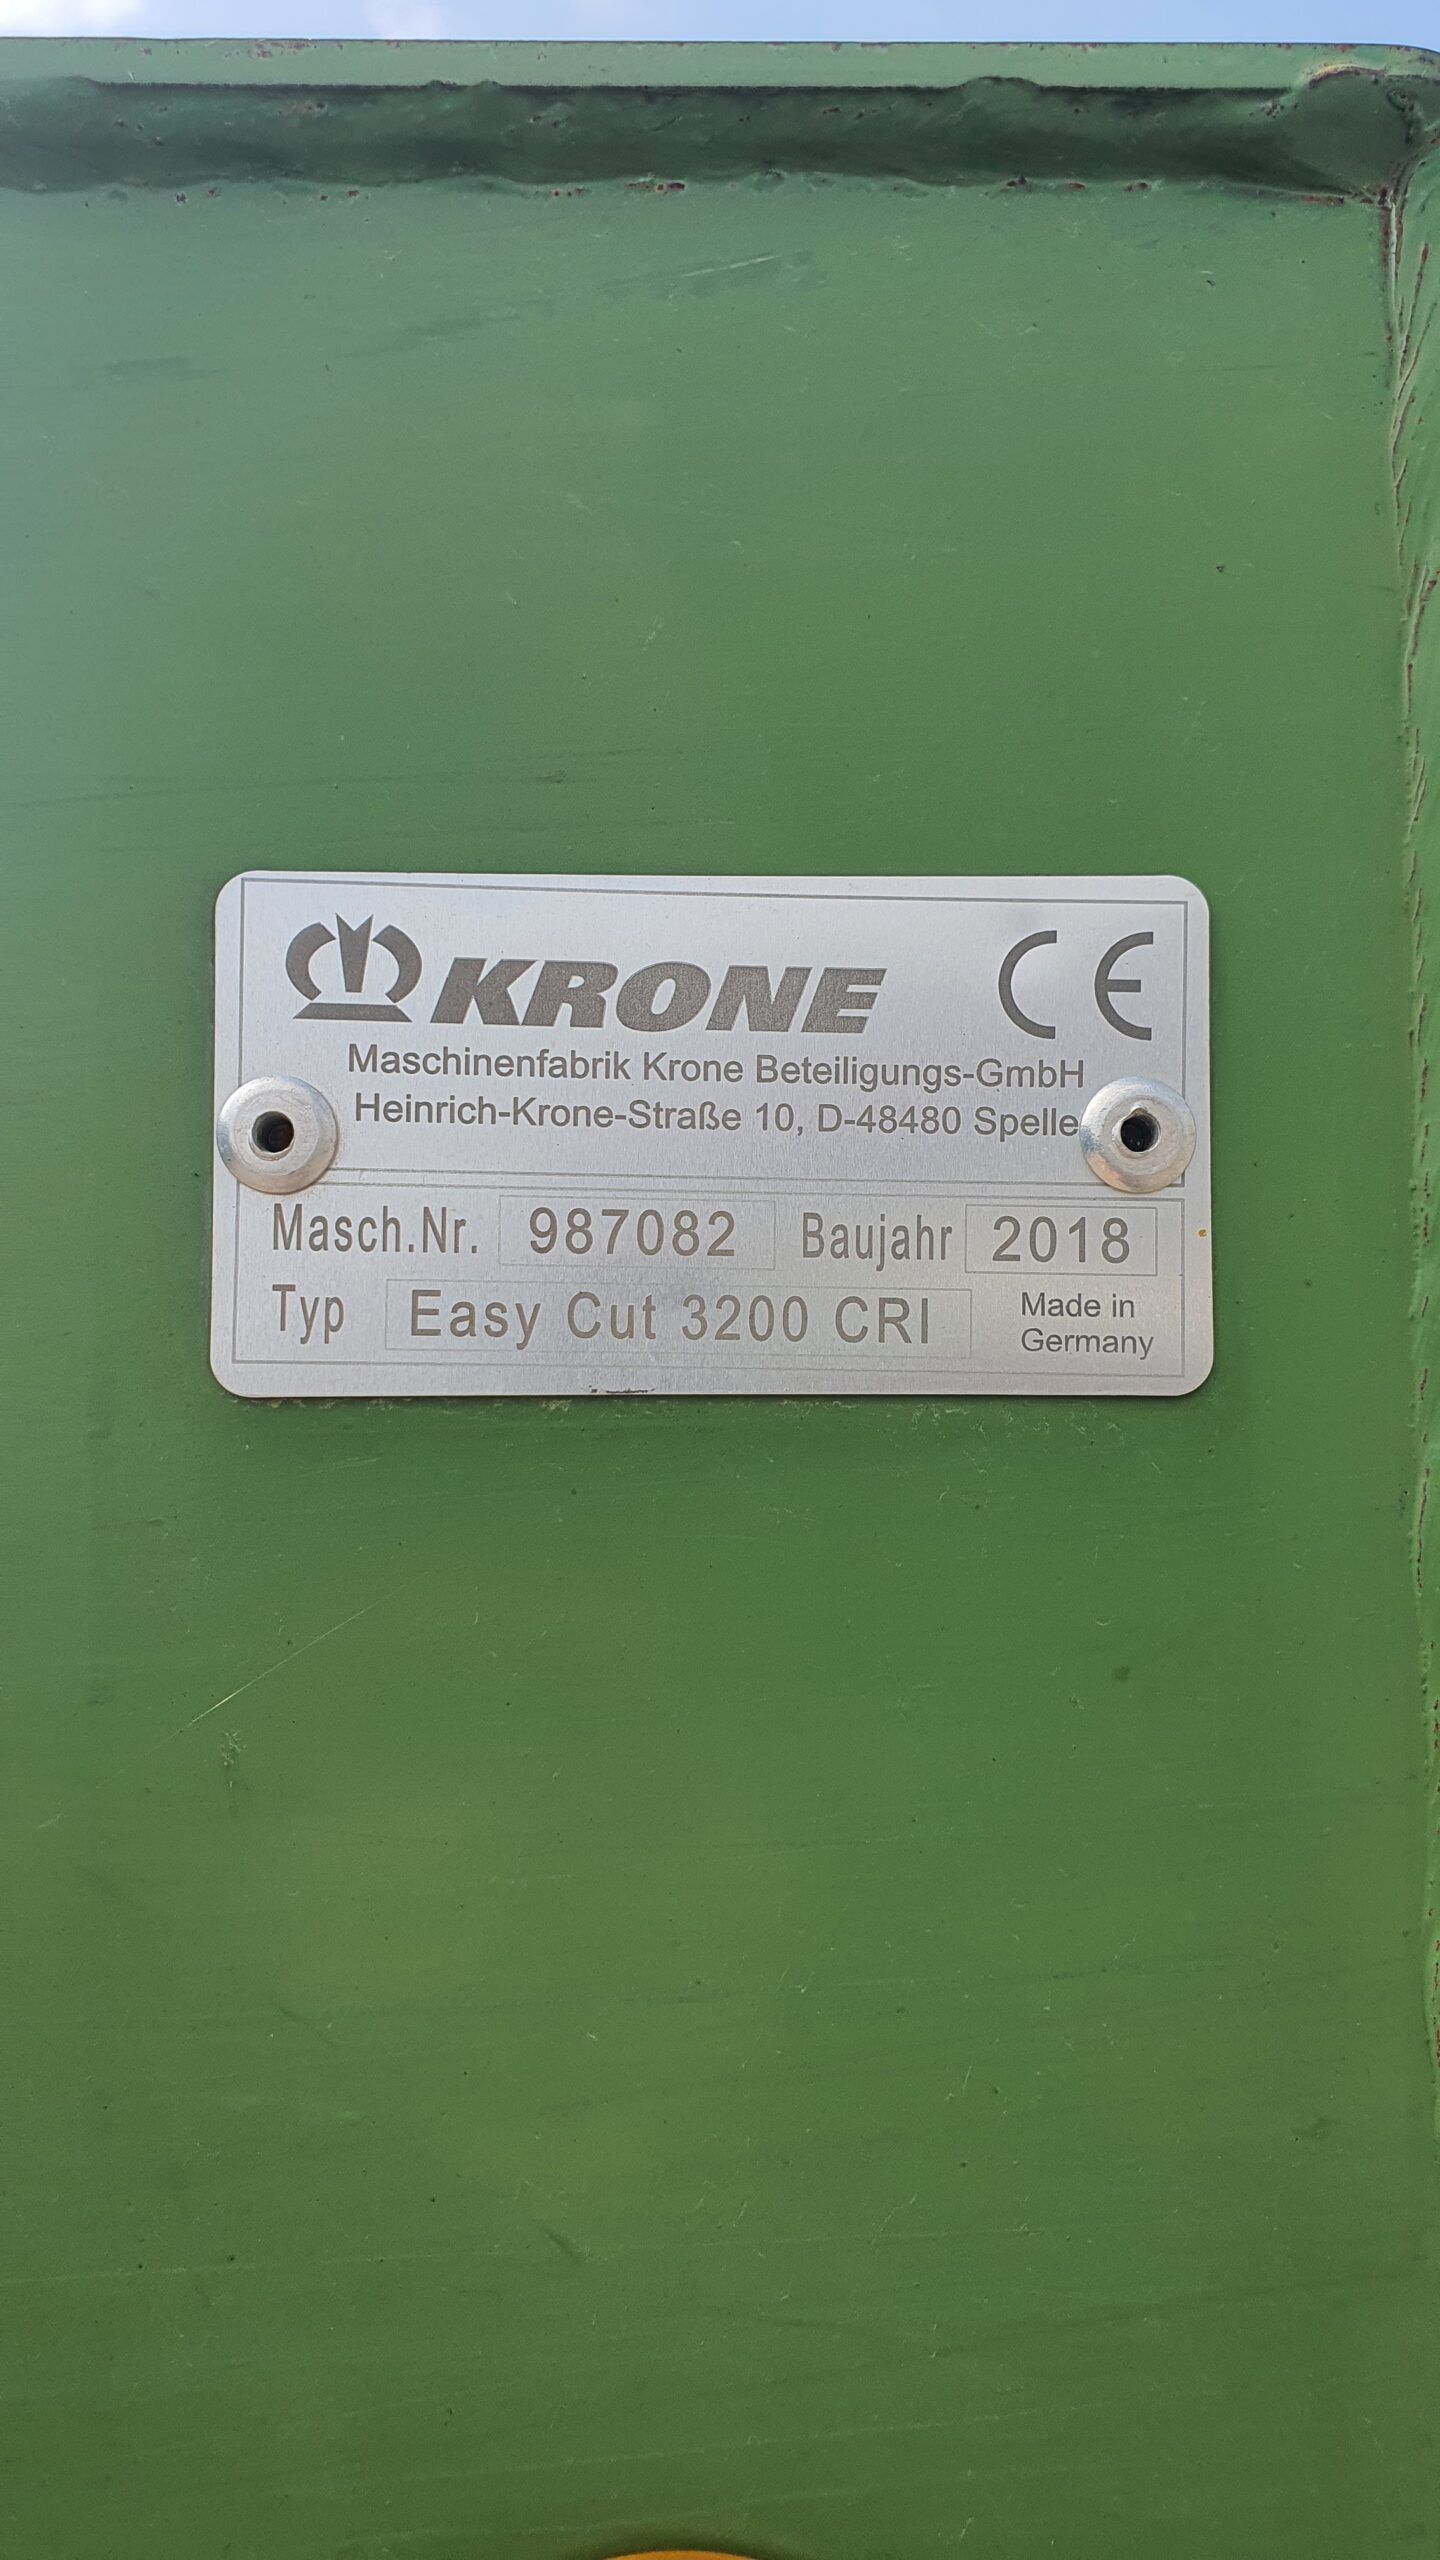 KRONE CE
Maschinenfabrik Krone Beteiligungs-GmbH
Heinrich-Krone-Straße 10, D-48480 Spelle
Masch.Nr. 987082 Baujahr 2018
Typ Easy Cut 3200 CRI Made in
Germany